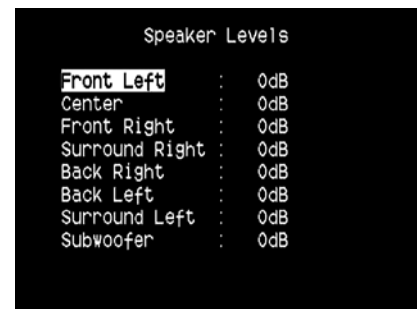 Speaker Levels
Front Left : 0dB
Center : 0dB
Front Right : 0dB
Surround Right : 0dB
Back Right : 0dB
Back Left : 0dB
Surround Left : 0dB
Subwoofer : 0dB